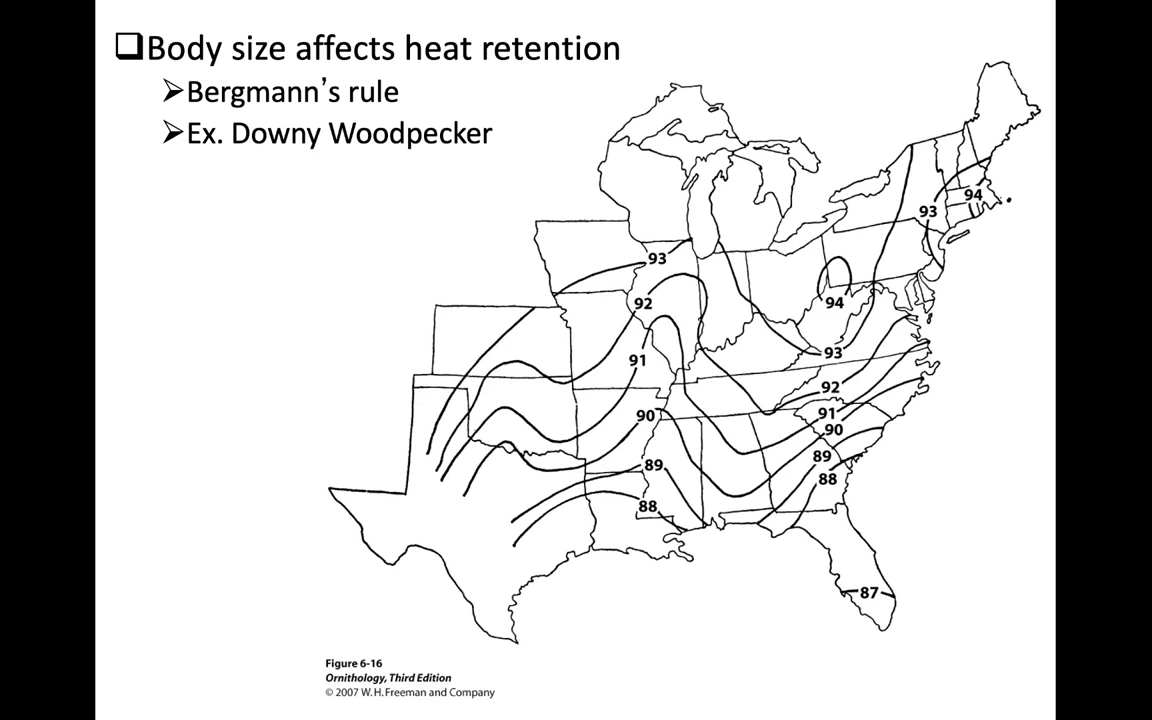 ❑Body size affects heat retention
➢Bergmann’s rule
➢Ex. Downy Woodpecker
94
93
93
92
94
91
93
92
90
91
90
89
89
88
88
87
Figure 6-16
Ornithology, Third Edition
© 2007 W. H. Freeman and Company